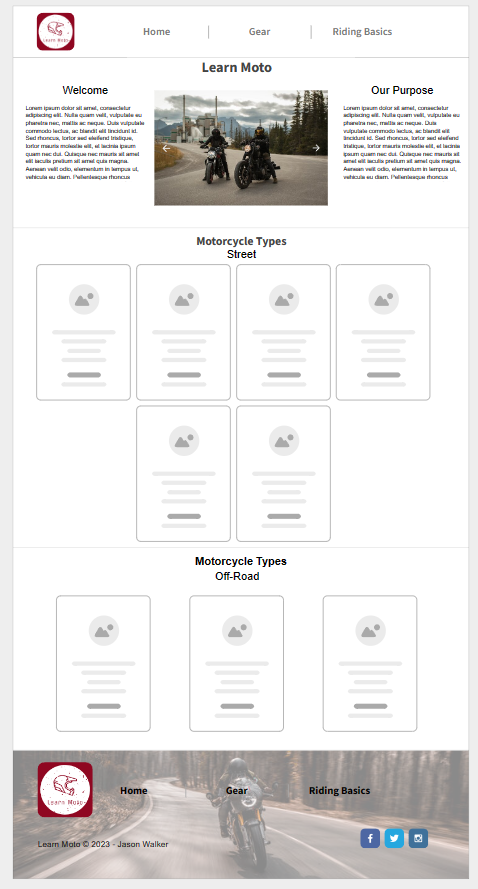 Learn Moto
Home
Gear
Riding Basics
Learn Moto
Welcome
Lorem ipsum dolor sit amet, consectetur
adipiscing elit. Nulla quam velit, vulputate eu
pharetra nec, mattis ac neque. Duis vulputate
commodo lectus, ac blandit elit tincidunt id.
Sed rhoncus, tortor sed eleifend tristique,
tortor mauris molestie elit, et lacinia ipsum
quam nec dui. Quisque nec mauris sit amet
elit iaculis pretium sit amet quis magna.
Aenean velit odio, elementum in tempus ut,
vehicula eu diam. Pellentesque rhoncus
Our Purpose
Lorem ipsum dolor sit amet, consectetur
adipiscing elit. Nulla quam velit, vulputate eu
pharetra nec, mattis ac neque. Duis
vulputate commodo lectus, ac blandit elit
tincidunt id. Sed rhoncus, tortor sed eleifend
tristique, tortor mauris molestie elit, et lacinia
ipsum quam nec dui. Quisque nec mauris sit
amet elit iaculis pretium sit amet quis magna.
Aenean velit odio, elementum in tempus ut,
vehicula eu diam. Pellentesque rhoncus
Motorcycle Types
Street
Motorcycle Types
Off-Road
Learn Moto
Home
Gear
Riding Basics
Learn Moto © 2023 - Jason Walker